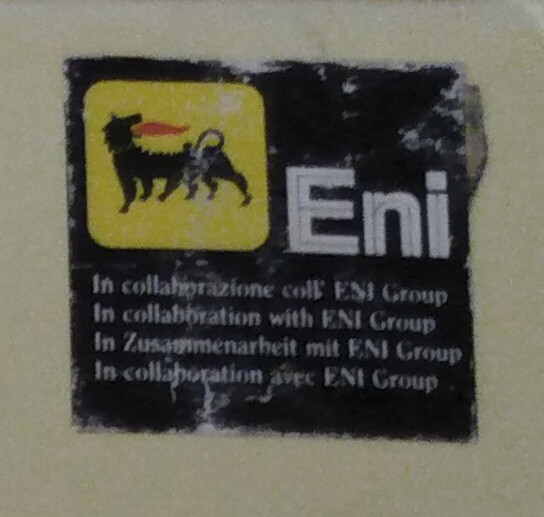 Eni
In collaborazione coll' ENI Group
In collabration with ENI Group
In Zusammenarbeit mit ENI Group
In collaboration avec ENI Group